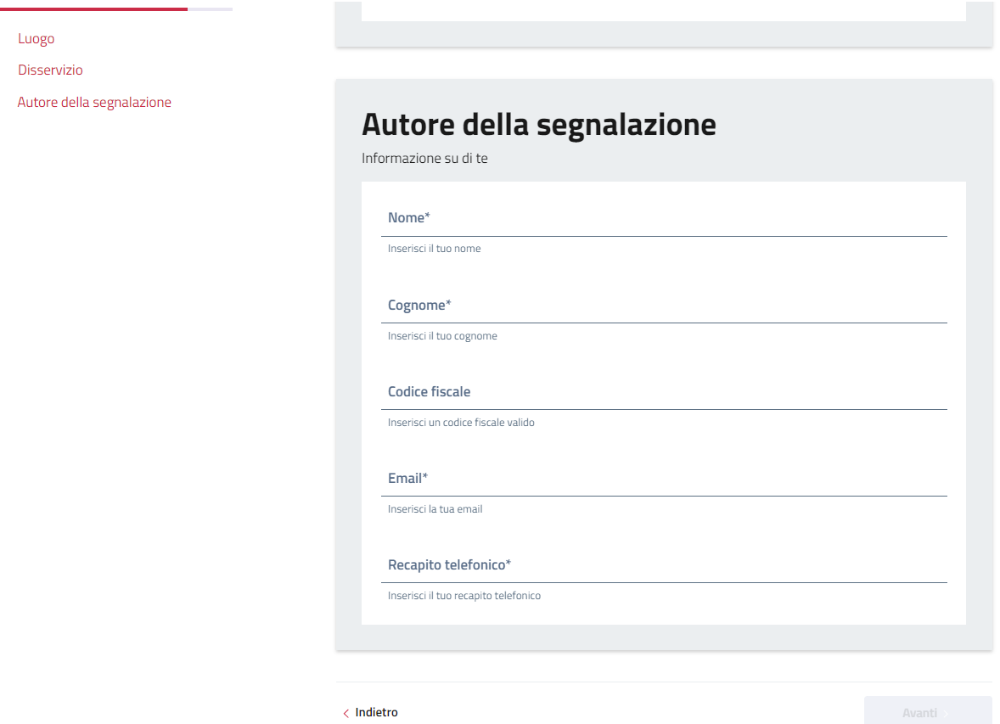 Luogo
Disservizio
Autore della segnalazione
Autore della segnalazione
Informazione su di te
Nome*
Inserisci il tuo nome
Cognome*
Inserisci il tuo cognome
Codice fiscale
Inserisci un codice fiscale valido
Email*
Inserisci la tua email
Recapito telefonico*
Inserisci il tuo recapito telefonico
Indietro
Avanti